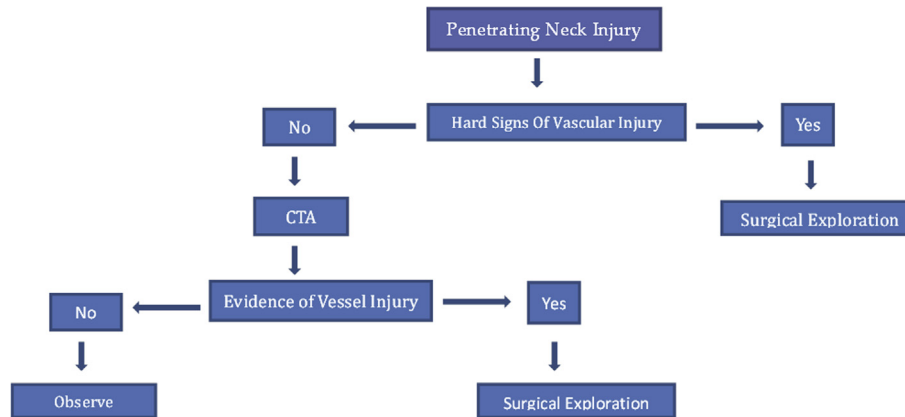 Penetrating Neck Injury
No
Hard Signs Of Vascular Injury
Yes
CTA
Surgical Exploration
No
Evidence of Vessel Injury
Yes
Observe
Surgical Exploration